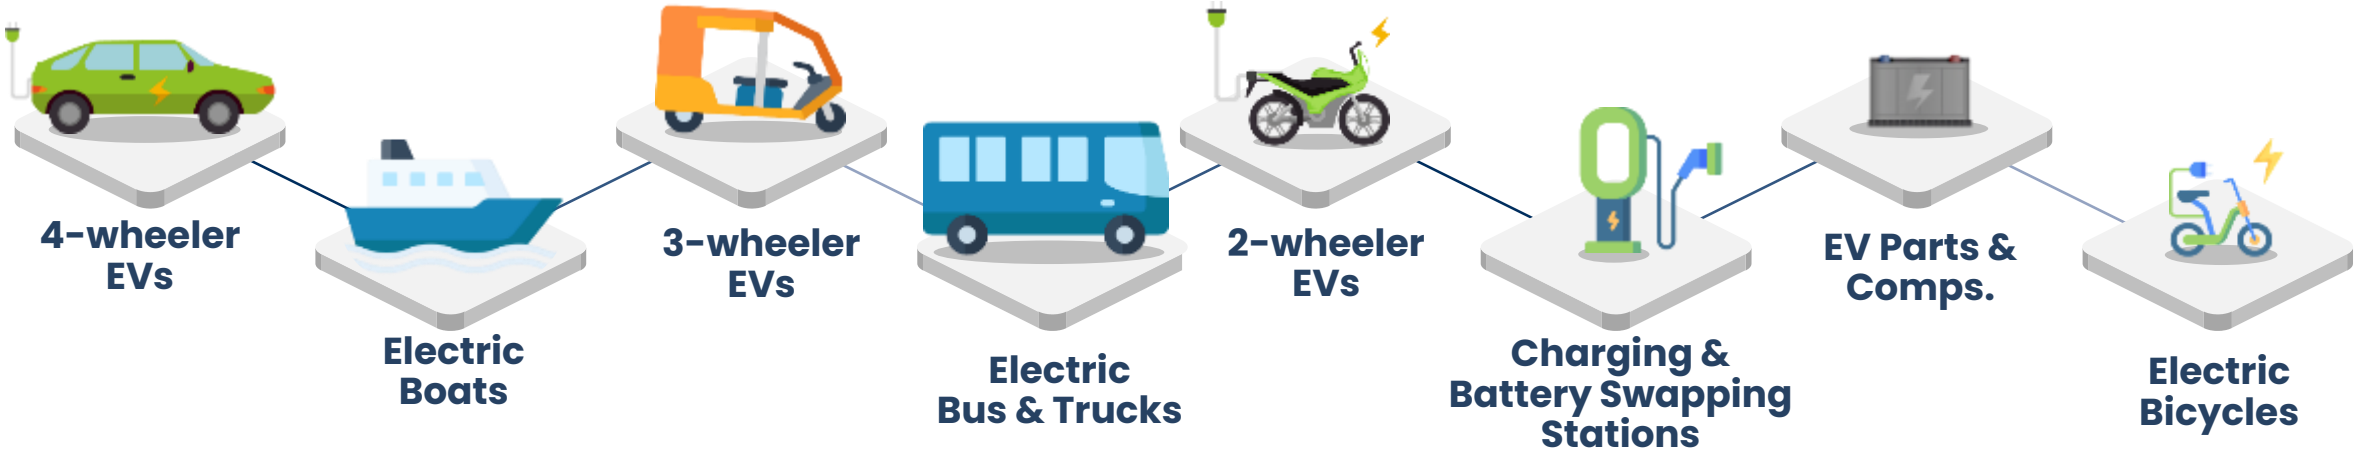 4-wheeler
EVs
Electric
Boats
3-wheeler
EVs
Electric
Bus & Trucks
2-wheeler
EVs
Charging &
Battery Swapping
Stations
EV Parts &
Comps.
Electric
Bicycles